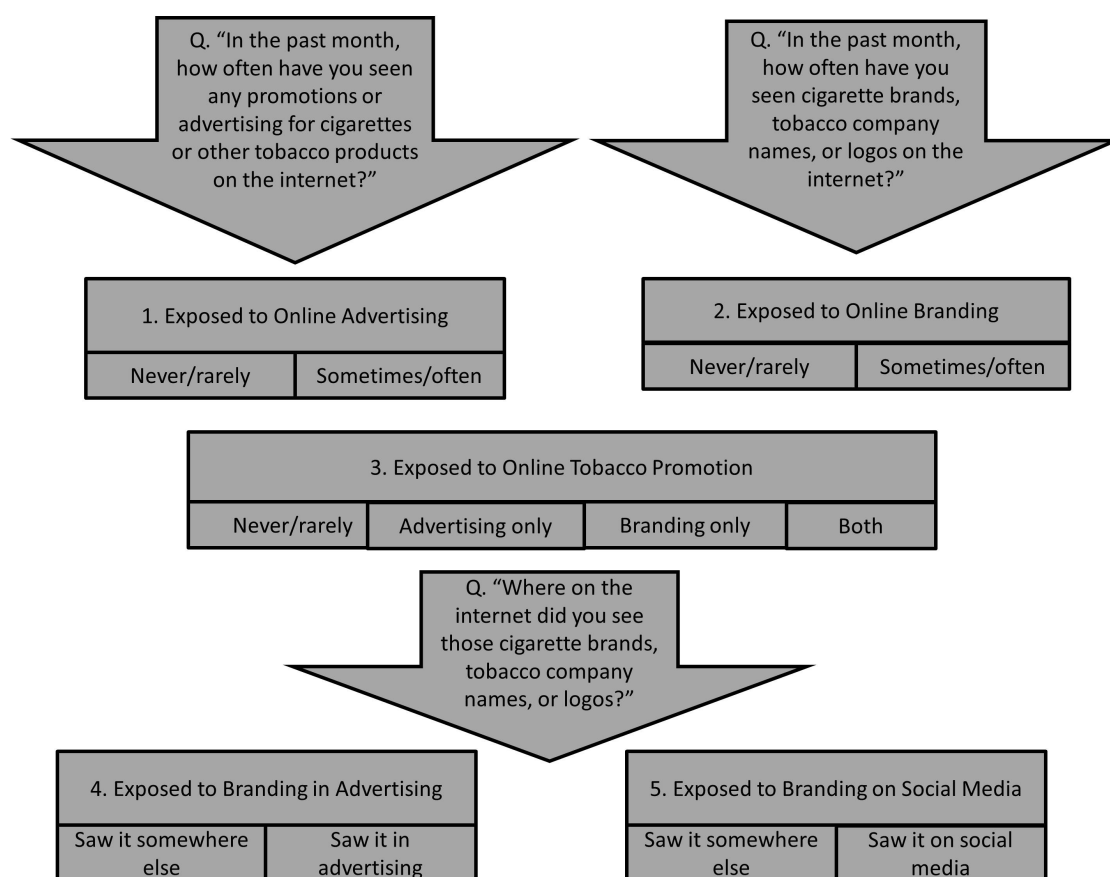 Q. “In the past month,
how often have you seen
any promotions or
advertising for cigarettes
or other tobacco products
on the internet?”
Q. “In the past month,
how often have you
seen cigarette brands,
tobacco company
names, or logos on the
internet?”
1. Exposed to Online Advertising
Never/rarely
Sometimes/often
2. Exposed to Online Branding
Never/rarely
Sometimes/often
3. Exposed to Online Tobacco Promotion
Never/rarely
Advertising only
Branding only
Both
Q. “Where on the
internet did you see
those cigarette brands,
tobacco company
names, or logos?”
4. Exposed to Branding in Advertising
Saw it somewhere
else
Saw it in
advertising
5. Exposed to Branding on Social Media
Saw it somewhere
else
Saw it on social
media